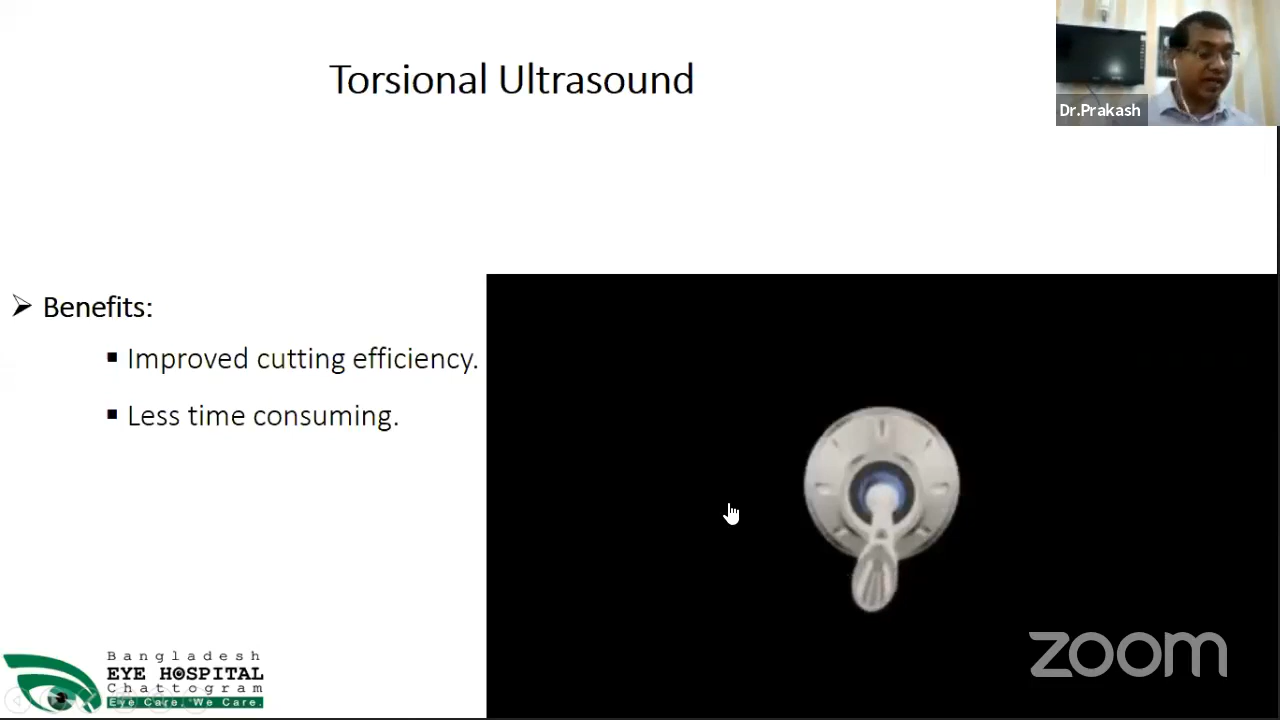 Torsional Ultrasound
Dr.Prakash
Benefits:
Improved cutting efficiency.
Less time consuming.
Bangladesh
EYE HOSPITAL
Chattogram
Eye Care, We Care.
zoom